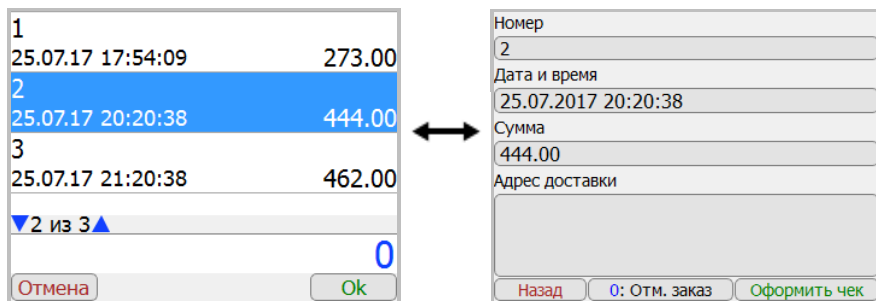 1
25.07.17 17:54:09 273.00
2
25.07.17 20:20:38 444.00
3
25.07.17 21:20:38 462.00
▼2 из 3▲
0
Отмена Ok
Номер
2
Дата и время
25.07.2017 20:20:38
Сумма
444.00
Адрес доставки
Назад 0: Отм. заказ Оформить чек